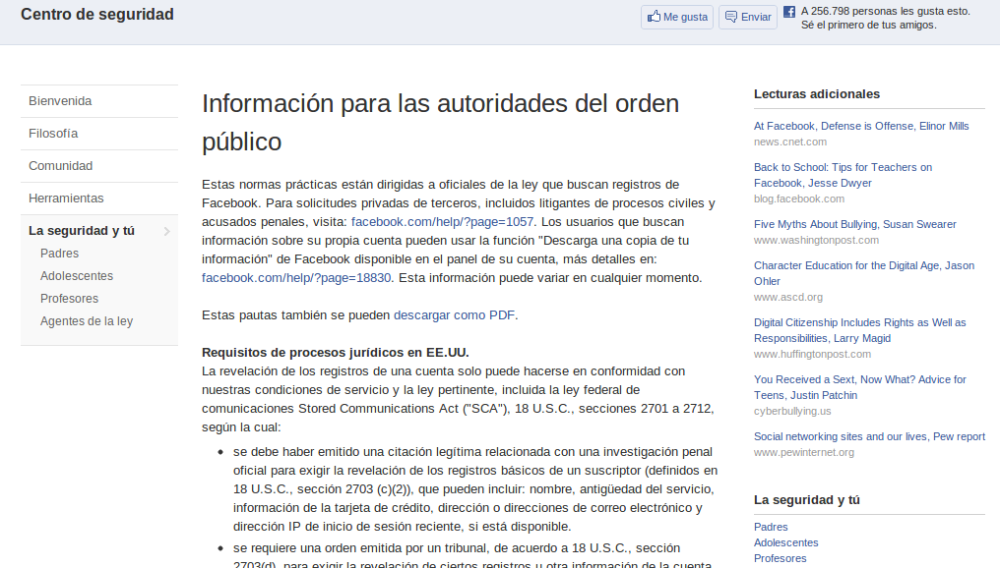 Centro de seguridad
Me gusta
Enviar
A 256.798 personas les gusta esto.
Sé el primero de tus amigos.
Bienvenida
Filosofía
Comunidad
Herramientas
La seguridad y tú
Padres
Adolescentes
Profesores
Agentes de la ley
Información para las autoridades del orden
público
Estas normas prácticas están dirigidas a oficiales de la ley que buscan registros de
Facebook. Para solicitudes privadas de terceros, incluidos litigantes de procesos civiles y
acusados penales, visita: facebook.com/help/?page=1057. Los usuarios que buscan
información sobre su propia cuenta pueden usar la función "Descarga una copia de tu
información" de Facebook disponible en el panel de su cuenta, más detalles en:
facebook.com/help/?page=18830. Esta información puede variar en cualquier momento.
Estas pautas también se pueden descargar como PDF.
Requisitos de procesos jurídicos en EE.UU.
La revelación de los registros de una cuenta solo puede hacerse en conformidad con
nuestras condiciones de servicio y la ley pertinente, incluida la ley federal de
comunicaciones Stored Communications Act ("SCA"), 18 U.S.C., secciones 2701 a 2712,
según la cual:
• se debe haber emitido una citación legítima relacionada con una investigación penal
oficial para exigir la revelación de los registros básicos de un suscriptor (definidos en
18 U.S.C., sección 2703 (c)(2)), que pueden incluir: nombre, antigüedad del servicio,
información de la tarjeta de crédito, dirección o direcciones de correo electrónico y
dirección IP de inicio de sesión reciente, si está disponible.
• se requiere una orden emitida por un tribunal, de acuerdo a 18 U.S.C., sección
2703(d), para exigir la revelación de ciertos registros u otra información de la cuenta
Lecturas adicionales
At Facebook, Defense is Offense, Elinor Mills
news.cnet.com
Back to School: Tips for Teachers on
Facebook, Jesse Dwyer
blog.facebook.com
Five Myths About Bullying, Susan Swearer
www.washingtonpost.com
Character Education for the Digital Age, Jason
Ohler
www.ascd.org
Digital Citizenship Includes Rights as Well as
Responsibilities, Larry Magid
www.huffingtonpost.com
You Received a Sext, Now What? Advice for
Teens, Justin Patchin
cyberbullying.us
Social networking sites and our lives, Pew report
www.pewinternet.org
La seguridad y tú
Padres
Adolescentes
Profesores